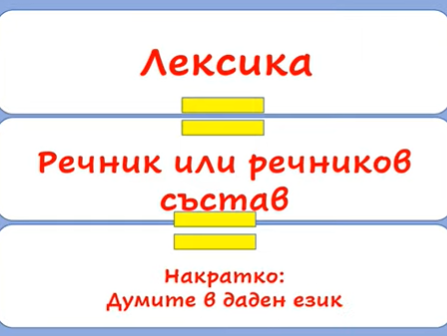 Лексика
Речник или речников
състав
Накратко:
Думите в даден език